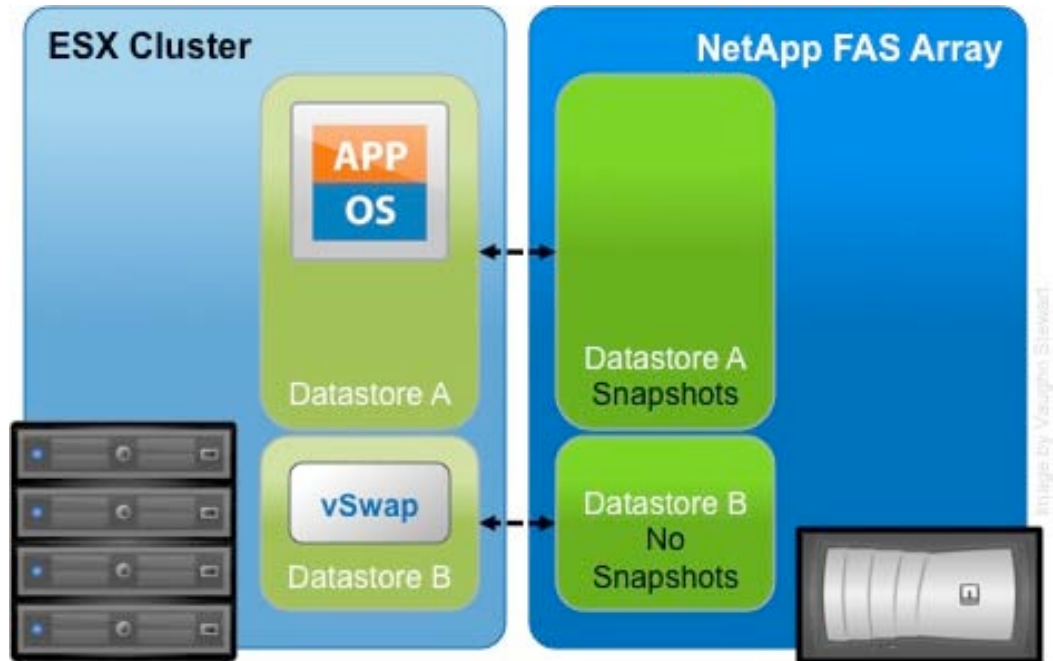 ESX Cluster
APP
OS
Datastore A
vSwap
Datastore B
NetApp FAS Array
Datastore A
Snapshots
Datastore B
No
Snapshots
Image by Vaughn Stewart